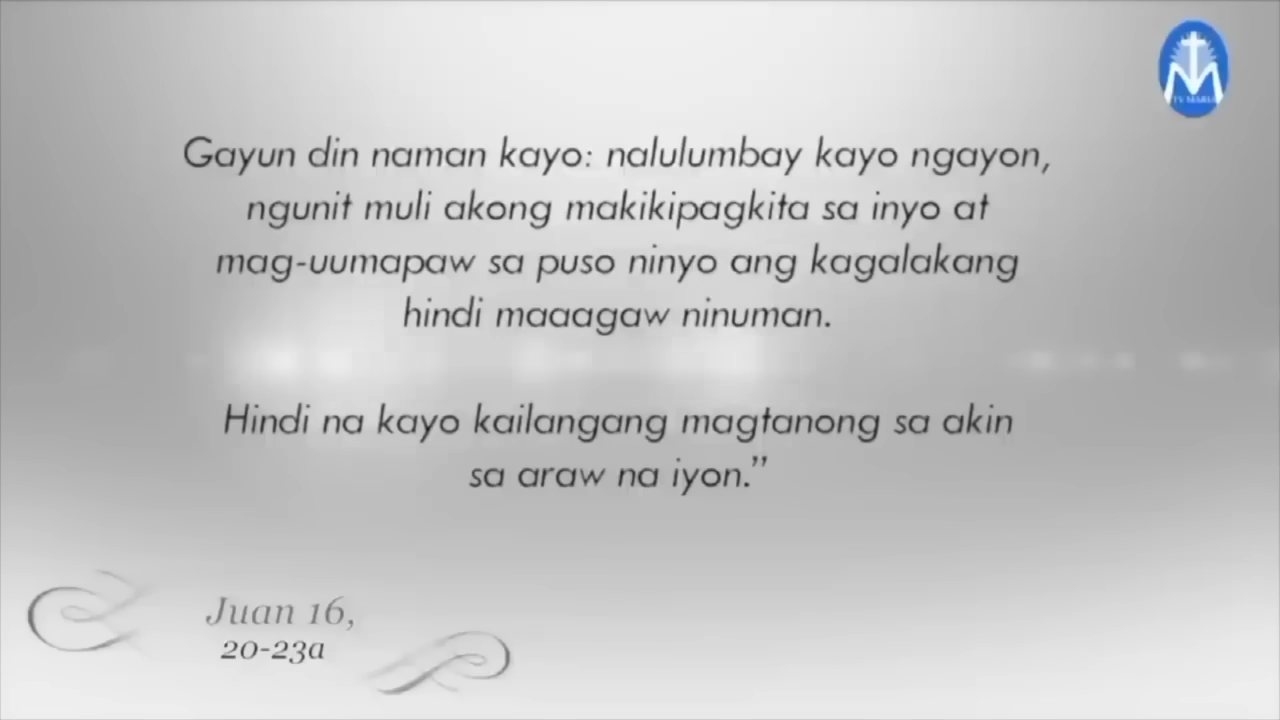 TV MARIA
Gayun din naman kayo: nalulumbay kayo ngayon,
ngunit muli akong makikipagkita sa inyo at
mag-uumapaw sa puso ninyo ang kagalakang
hindi maaagaw ninuman.
Hindi na kayo kailangang magtanong sa akin
sa araw na iyon.”
Juan 16,
20-23a